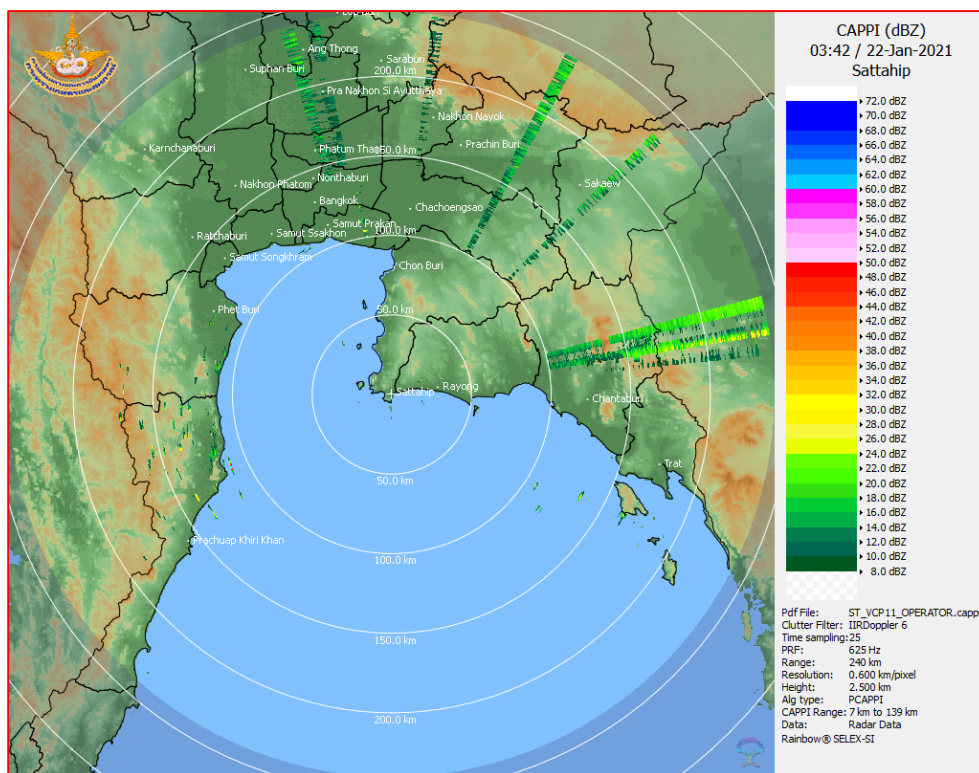 Ang Thong
Suphan Buri
Saraburi
200.0 km
Pra Nakhon Si Ayutthaya
Nakhon Nayok
Karnchanaburi
Prachin Buri
Phatum Thani
150.0 km
Nonthaburi
Nakhon Phatom
Sakaew
Bangkok
Chachoengsao
Samut Prakan
100.0 km
Samut Ssakhon
Ratchaburi
Samut Songkhram
Chon Buri
Phet Buri
50.0 km
Rayong
Sattahip
Chantaburi
Trat
50.0 km
Prachuap Khiri Khan
100.0 km
150.0 km
200.0 km
CAPPI (dBZ)
03:42 / 22-Jan-2021
Sattahip
72.0 dBZ
70.0 dBZ
68.0 dBZ
66.0 dBZ
64.0 dBZ
62.0 dBZ
60.0 dBZ
58.0 dBZ
56.0 dBZ
54.0 dBZ
52.0 dBZ
50.0 dBZ
48.0 dBZ
46.0 dBZ
44.0 dBZ
42.0 dBZ
40.0 dBZ
38.0 dBZ
36.0 dBZ
34.0 dBZ
32.0 dBZ
30.0 dBZ
28.0 dBZ
26.0 dBZ
24.0 dBZ
22.0 dBZ
20.0 dBZ
18.0 dBZ
16.0 dBZ
14.0 dBZ
12.0 dBZ
10.0 dBZ
8.0 dBZ
Pdf File: ST_VCP11_OPERATOR.capp
Clutter Filter: IIRDoppler 6
Time sampling:25
PRF: 625 Hz
Range: 240 km
Resolution: 0.600 km/pixel
Height: 2.500 km
Alg type: PCAPPI
CAPPI Range: 7 km to 139 km
Data: Radar Data
Rainbow® SELEX-SI